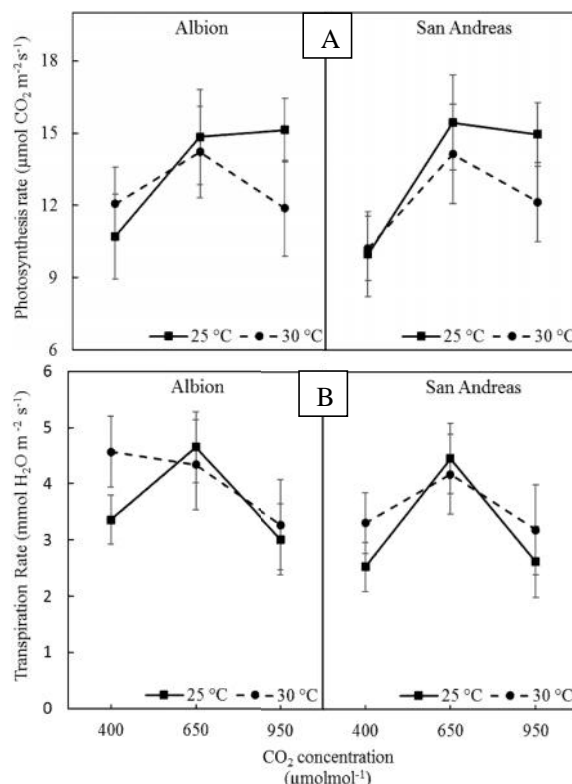 Albion
A
San Andreas
Photosynthesis rate (µmol CO₂ m⁻² s⁻¹)
18
15
12
9
6
25 °C
30 °C
25 °C
30 °C
Albion
B
San Andreas
Transpiration Rate (mmol H₂O m ⁻² s⁻¹)
6
5
4
3
2
1
0
25 °C
30 °C
25 °C
30 °C
400 650 950 400 650 950
CO₂ concentration
(µmolmol⁻¹)